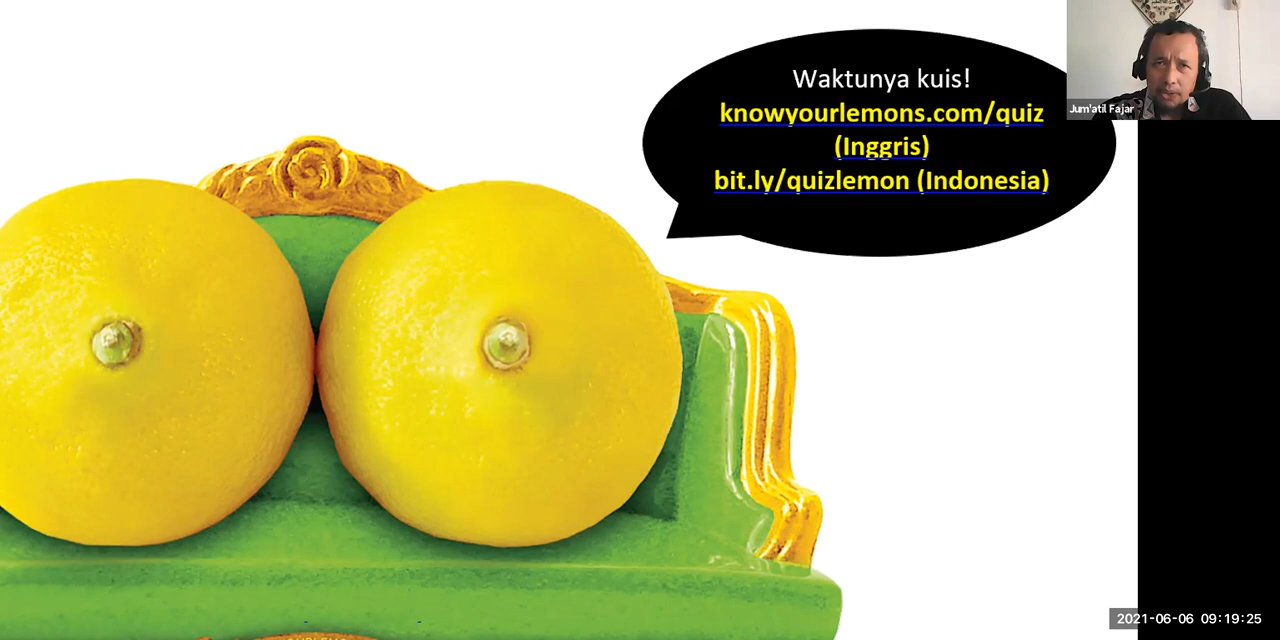 Waktunya kuis!
knowyourlemons.com/quiz
(Inggris)
bit.ly/quizlemon (Indonesia)
Jum'atil Fajar
2021-06-06 09:19:25